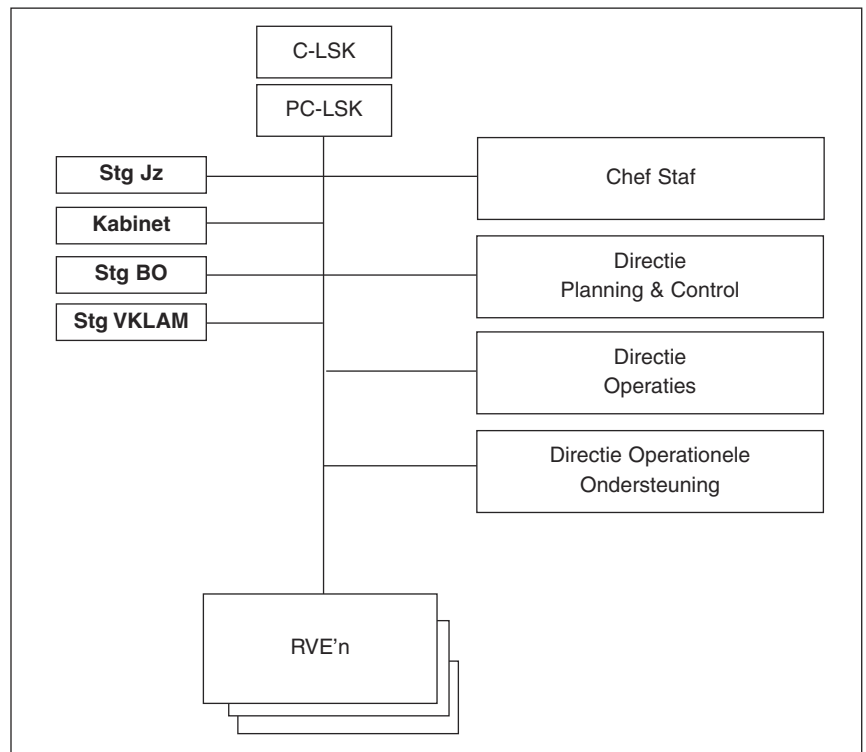 C-LSK
PC-LSK
Stg Jz
Chef Staf
Kabinet
Stg BO
Directie
Planning & Control
Stg VKLAM
Directie
Operaties
Directie Operationele
Ondersteuning
RVE'n